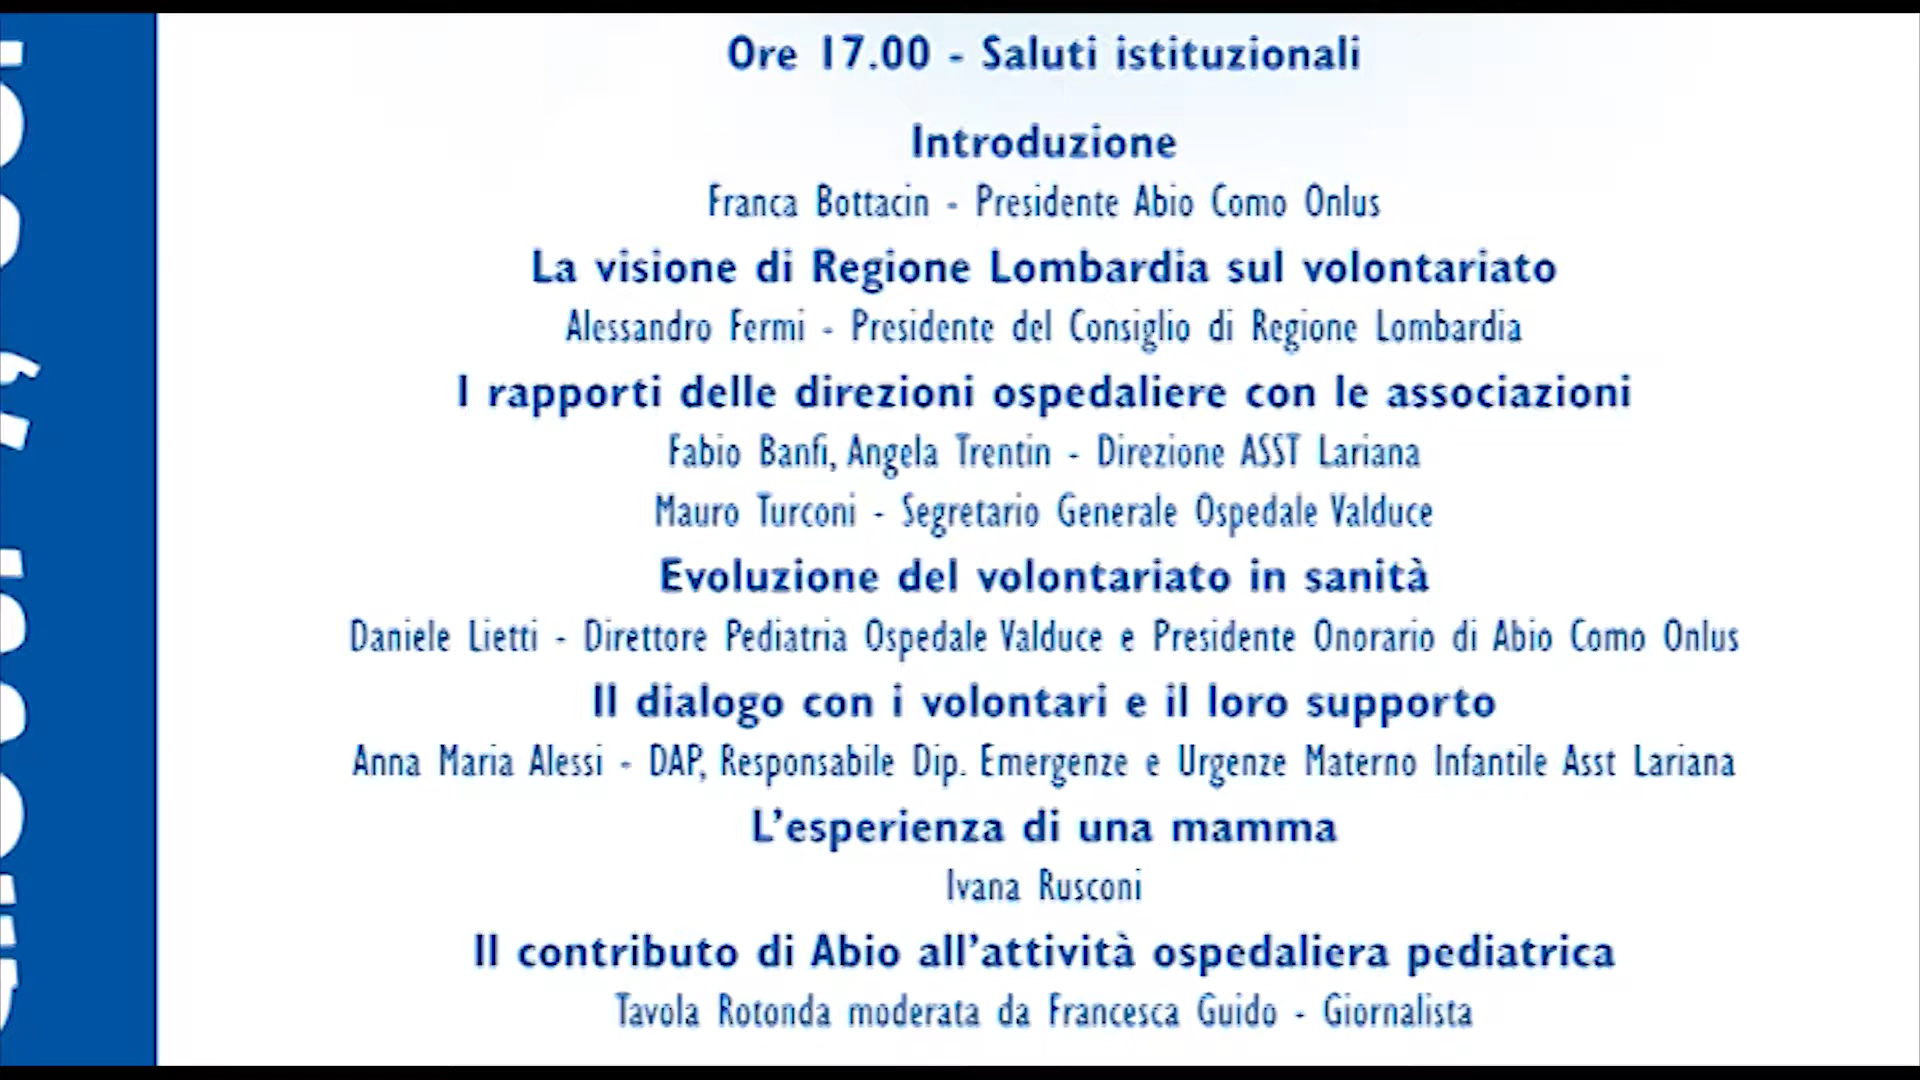 Ore 17.00 - Saluti istituzionali
Introduzione
Franca Bottacin - Presidente Abio Como Onlus
La visione di Regione Lombardia sul volontariato
Alessandro Fermi - Presidente del Consiglio di Regione Lombardia
I rapporti delle direzioni ospedaliere con le associazioni
Fabio Banfi, Angela Trentin - Direzione ASST Lariana
Mauro Turconi - Segretario Generale Ospedale Valduce
Evoluzione del volontariato in sanità
Daniele Lietti - Direttore Pediatria Ospedale Valduce e Presidente Onorario di Abio Como Onlus
Il dialogo con i volontari e il loro supporto
Anna Maria Alessi - DAP, Responsabile Dip. Emergenze e Urgenze Materno Infantile Asst Lariana
L'esperienza di una mamma
Ivana Rusconi
Il contributo di Abio all'attività ospedaliera pediatrica
Tavola Rotonda moderata da Francesca Guido - Giornalista